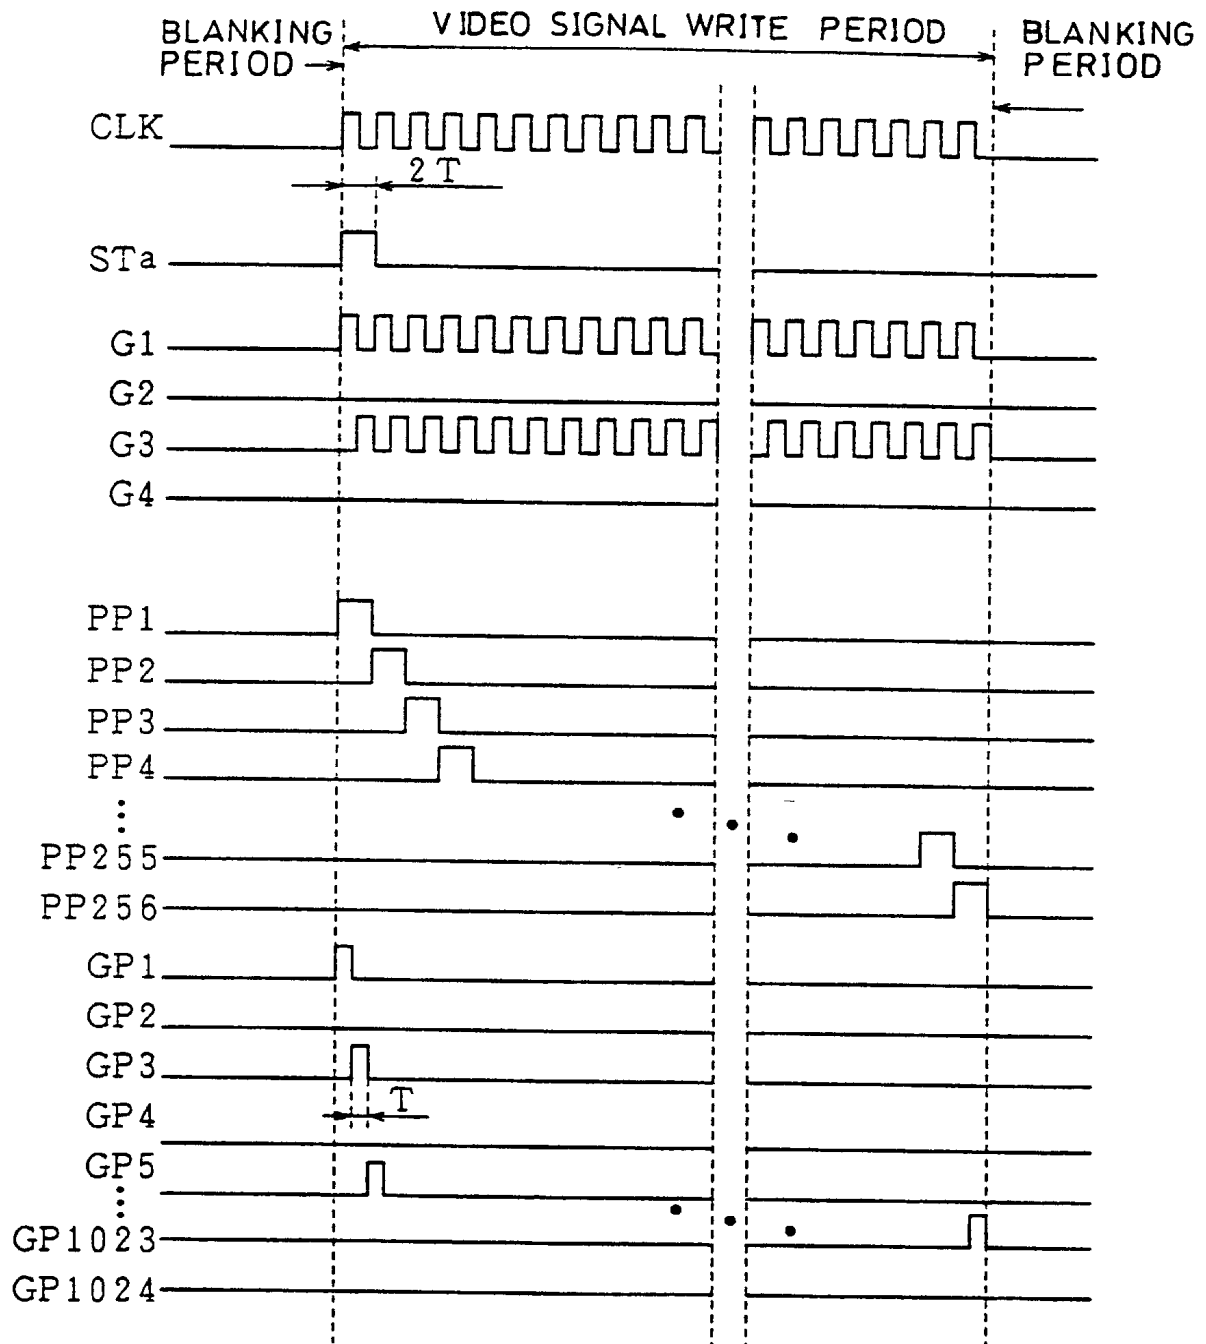 BLANKING PERIOD
VIDEO SIGNAL WRITE PERIOD
BLANKING PERIOD
CLK
2T
STa
G1
G2
G3
G4
PP1
PP2
PP3
PP4
PP255
PP256
GP1
GP2
GP3
T
GP4
GP5
GP1023
GP1024